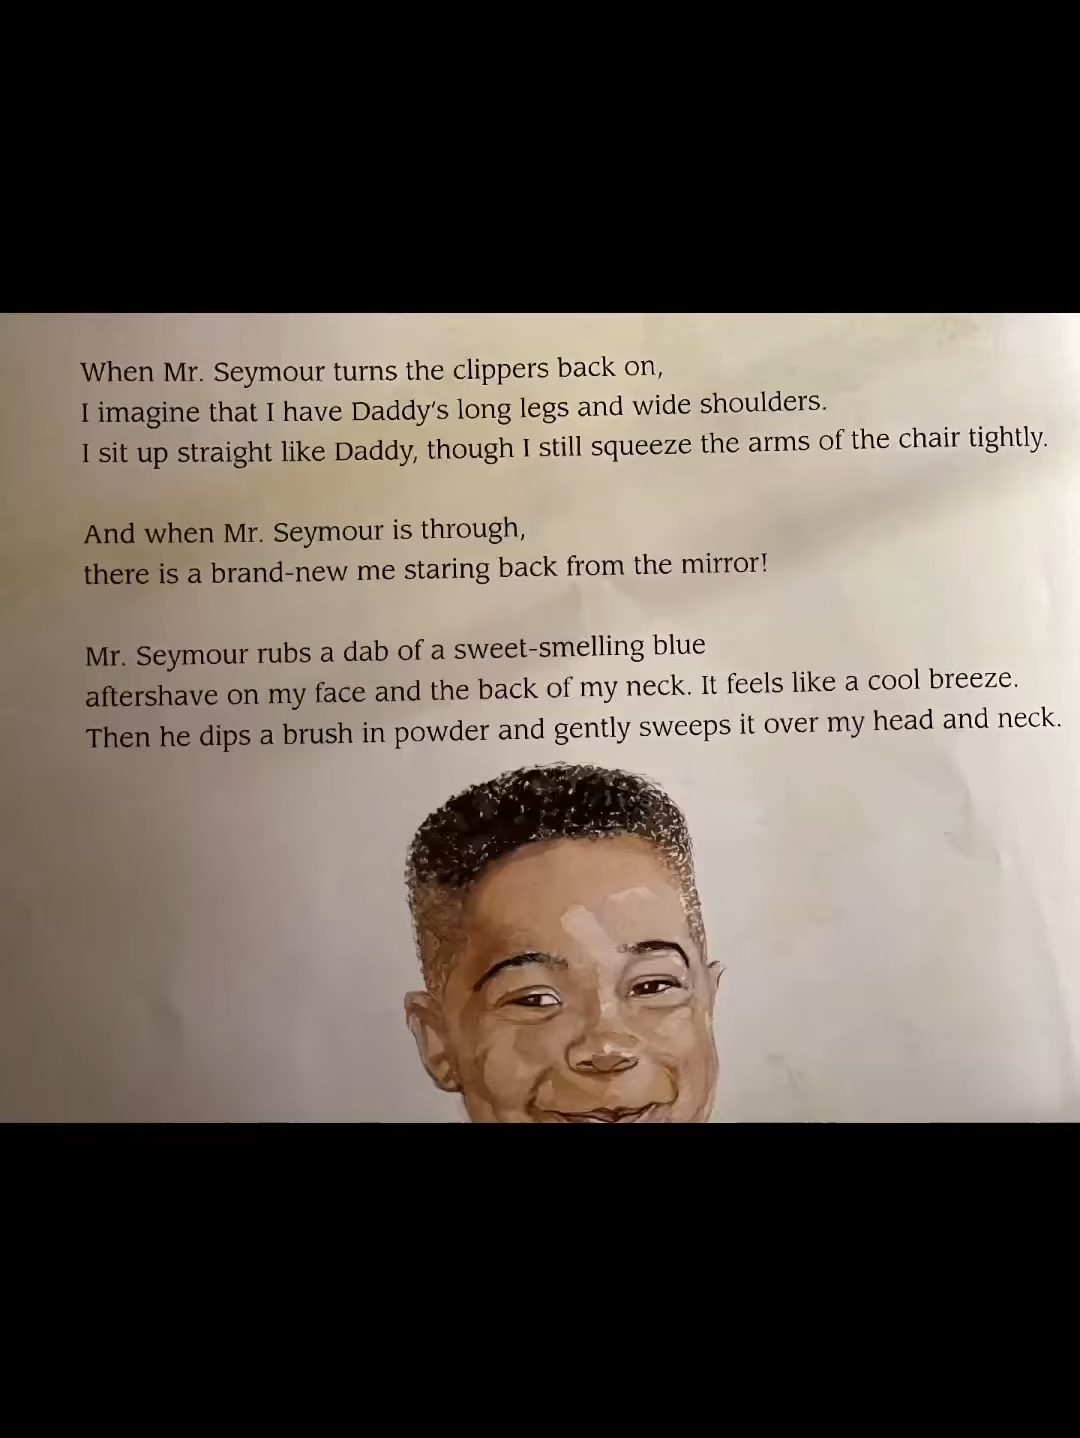 When Mr. Seymour turns the clippers back on,
I imagine that I have Daddy's long legs and wide shoulders.
I sit up straight like Daddy, though I still squeeze the arms of the chair tightly.
And when Mr. Seymour is through,
there is a brand-new me staring back from the mirror!
Mr. Seymour rubs a dab of a sweet-smelling blue
aftershave on my face and the back of my neck. It feels like a cool breeze.
Then he dips a brush in powder and gently sweeps it over my head and neck.